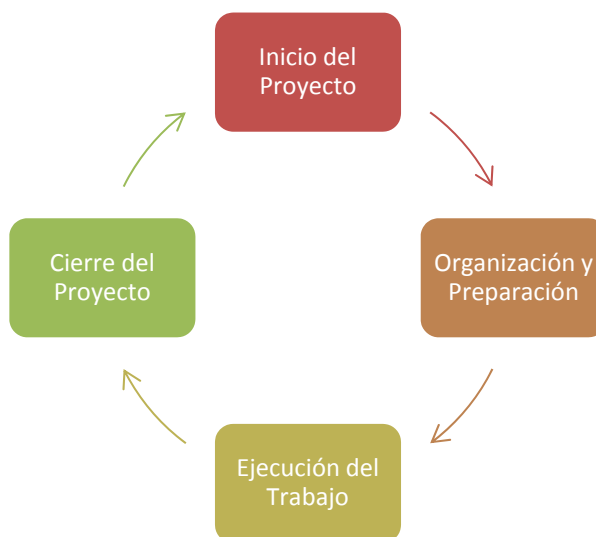 Inicio del
Proyecto
Organización y
Preparación
Ejecución del
Trabajo
Cierre del
Proyecto